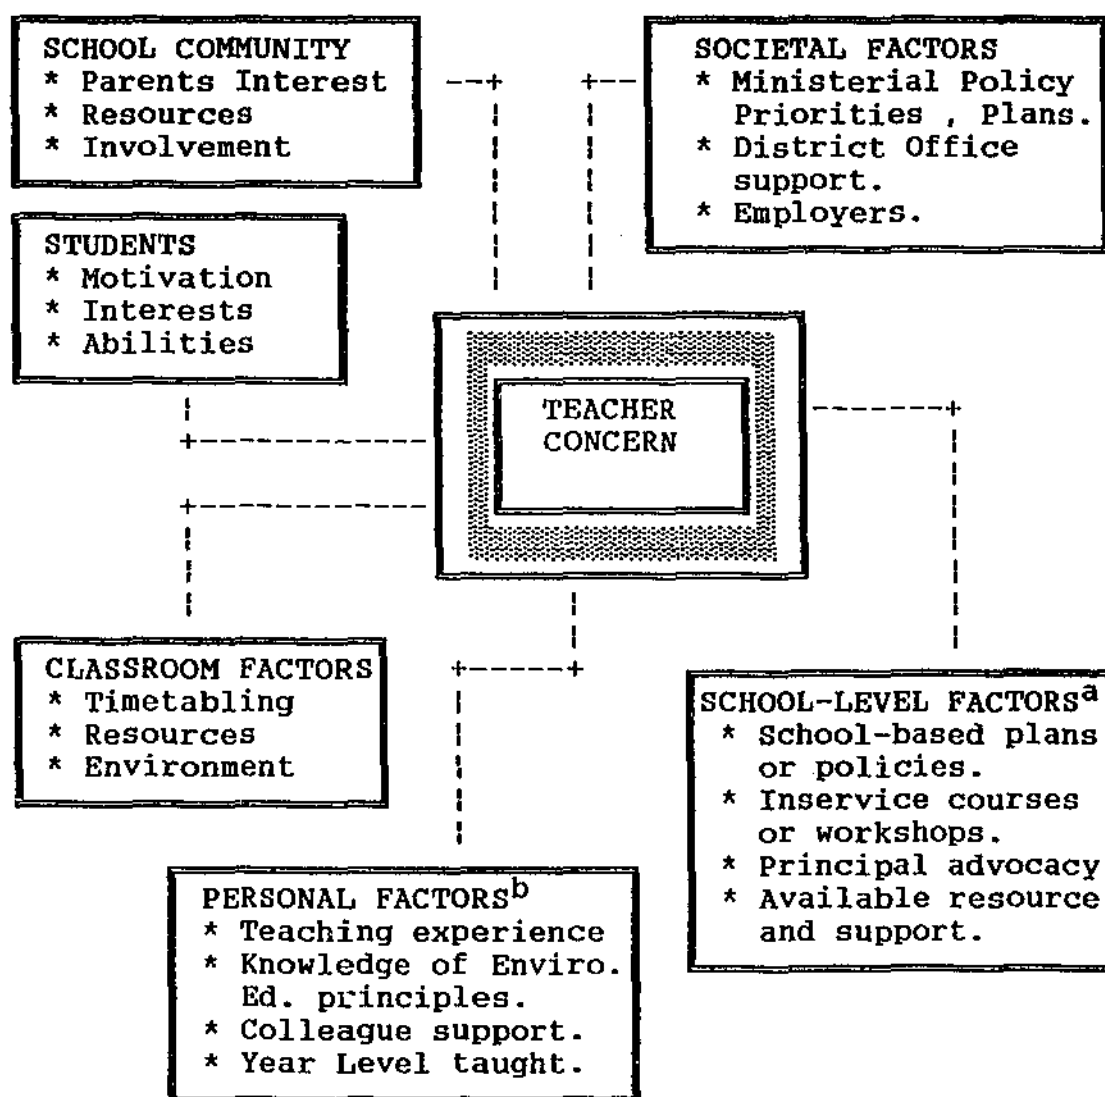 SCHOOL COMMUNITY
* Parents Interest
* Resources
* Involvement
SOCIETAL FACTORS
* Ministerial Policy
Priorities , Plans.
* District Office
support.
* Employers.
STUDENTS
* Motivation
* Interests
* Abilities
TEACHER
CONCERN
CLASSROOM FACTORS
* Timetabling
* Resources
* Environment
SCHOOL-LEVEL FACTORSa
* School-based plans
or policies.
* Inservice courses
or workshops.
* Principal advocacy
* Available resource
and support.
PERSONAL FACTORSb
* Teaching experience
* Knowledge of Enviro.
Ed. principles.
* Colleague support.
* Year Level taught.